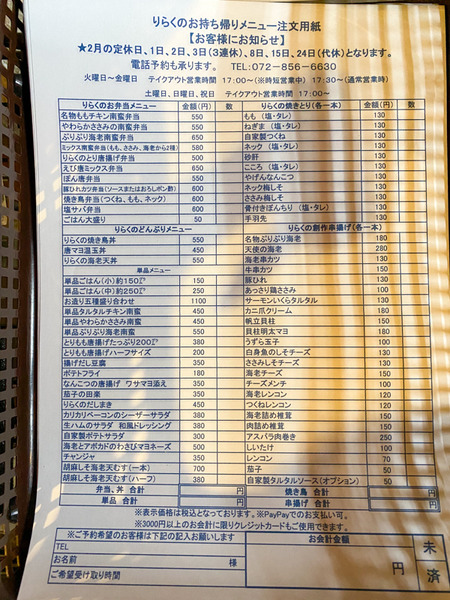 りらくのお持ち帰りメニュー注文用紙
【お客様にお知らせ】
★2月の定休日、1日、2日、3日(3連休)、8日、15日、24日(代休)となります。
電話予約も承ります。 TEL:072-856-6630
火曜日~金曜日 テイクアウト営業時間 17:00~(※時短営業中) 17:30~(通常営業時)
土曜日、日曜日、祝日 テイクアウト営業時間 17:00~
りらくのお弁当メニュー 金額(円) 数
名物ももチキン南蛮弁当 550
やわらかささみの南蛮弁当 550
ぷりぷり海老南蛮弁当 650
ミックス南蛮弁当(もも、ささみ、海老から2種) 580
りらくのとり唐揚げ弁当 500
えび唐ミックス弁当 650
ぽん唐弁当 550
豚ひれカツ弁当(ソースまたはおろしポン酢) 600
焼き鳥弁当(つくね、もも、ネック) 600
塩サバ弁当 600
ごはん大盛り 50
りらくのどんぶりメニュー
りらくの焼き鳥丼 550
唐マヨ温玉丼 450
りらくの海老天丼 550
単品メニュー
単品ごはん(小)約150㌘ 150
単品ごはん(中)約250㌘ 250
お造り五種盛り合わせ 1100
単品タルタルチキン南蛮 450
単品やわらかささみ南蛮 450
単品ぷりぷり海老南蛮 550
とりもも唐揚たっぷり200㌘ 380
とりもも唐揚げハーフサイズ 200
揚げだし豆腐 350
ポテトフライ 180
なんこつの唐揚げ ワサマヨ添え 350
茄子の田楽 350
りらくのだしまき 450
カリカリベーコンのシーザーサラダ 380
生ハムのサラダ 和風ドレッシング 380
自家製ポテトサラダ 300
海老とアボカドのわさびマヨネーズ 500
チャンジャ 550
胡麻しそ海老天むす(一本) 700
胡麻しそ海老天むす(ハーフ) 380
弁当、丼 合計 円
単品 合計 円
りらくの焼きとり(各一本) 金額(円) 数
もも (塩・タレ) 130
ねぎま (塩・タレ) 130
自家製つくね 130
ネック (塩・タレ) 130
砂肝 130
こころ (塩・タレ) 130
やげんなんこつ 130
ネック梅しそ 130
ささみ梅しそ 130
骨付きぼんちり (塩・タレ) 130
手羽先 130
りらくの創作串揚げ(各一本)
名物ぷりぷり海老 180
天使の海老 280
海老串カツ 130
牛串カツ 150
豚ひれ 130
あっさり鶏ささみ 100
サーモンいくらタルタル 130
カニ爪クリーム 180
帆立貝柱 150
貝柱明太マヨ 180
うずら玉子 100
白身魚のしそチーズ 130
ささみしそチーズ 130
海老チーズ 150
チーズメンチ 100
海老レンコン 120
つくねレンコン 120
海老詰め椎茸 150
肉詰め椎茸 150
アスパラ肉巻き 250
しいたけ 100
レンコン 70
茄子 50
自家製タルタルソース(オプション) 50
焼き鳥 合計 円
串揚げ 合計 円
※表示価格は税込となっております。※PayPayでのお支払い可。
※3000円以上のお会計に限りクレジットカードもご使用できます。
※ご予約希望のお客様は下記の記入お願いします
TEL
お名前 様
ご希望受け取り時間
お会計金額
円
未
済